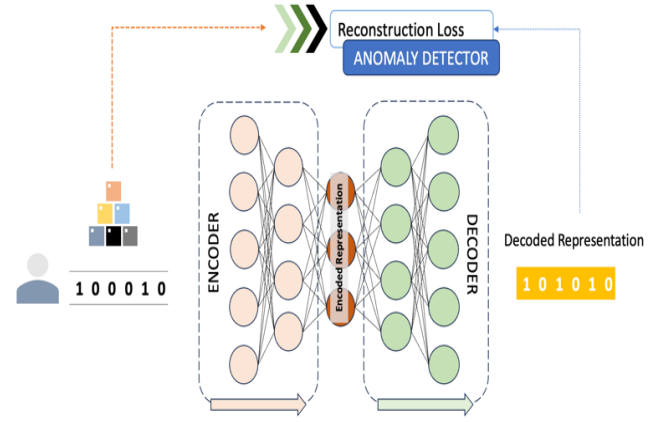 Reconstruction Loss
ANOMALY DETECTOR
ENCODER
Encoded Representation
DECODER
Decoded Representation
1 0 0 0 1 0
1 0 1 0 1 0